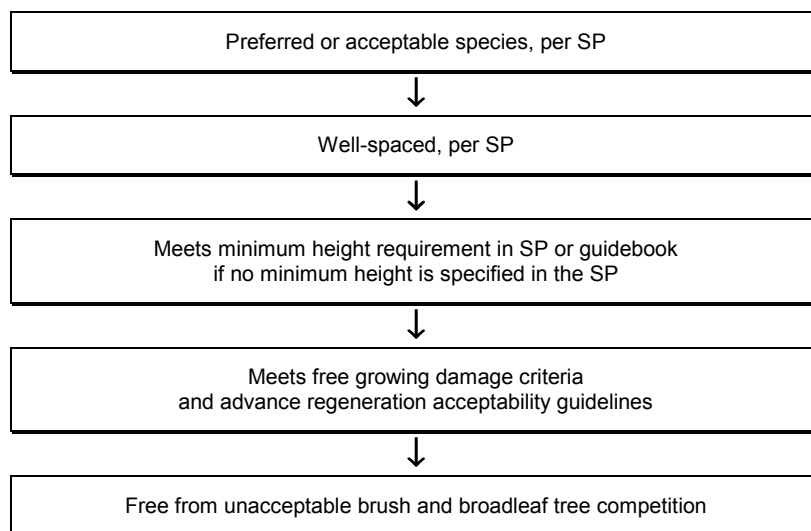 Preferred or acceptable species, per SP
Well-spaced, per SP
Meets minimum height requirement in SP or guidebook
if no minimum height is specified in the SP
Meets free growing damage criteria
and advance regeneration acceptability guidelines
Free from unacceptable brush and broadleaf tree competition